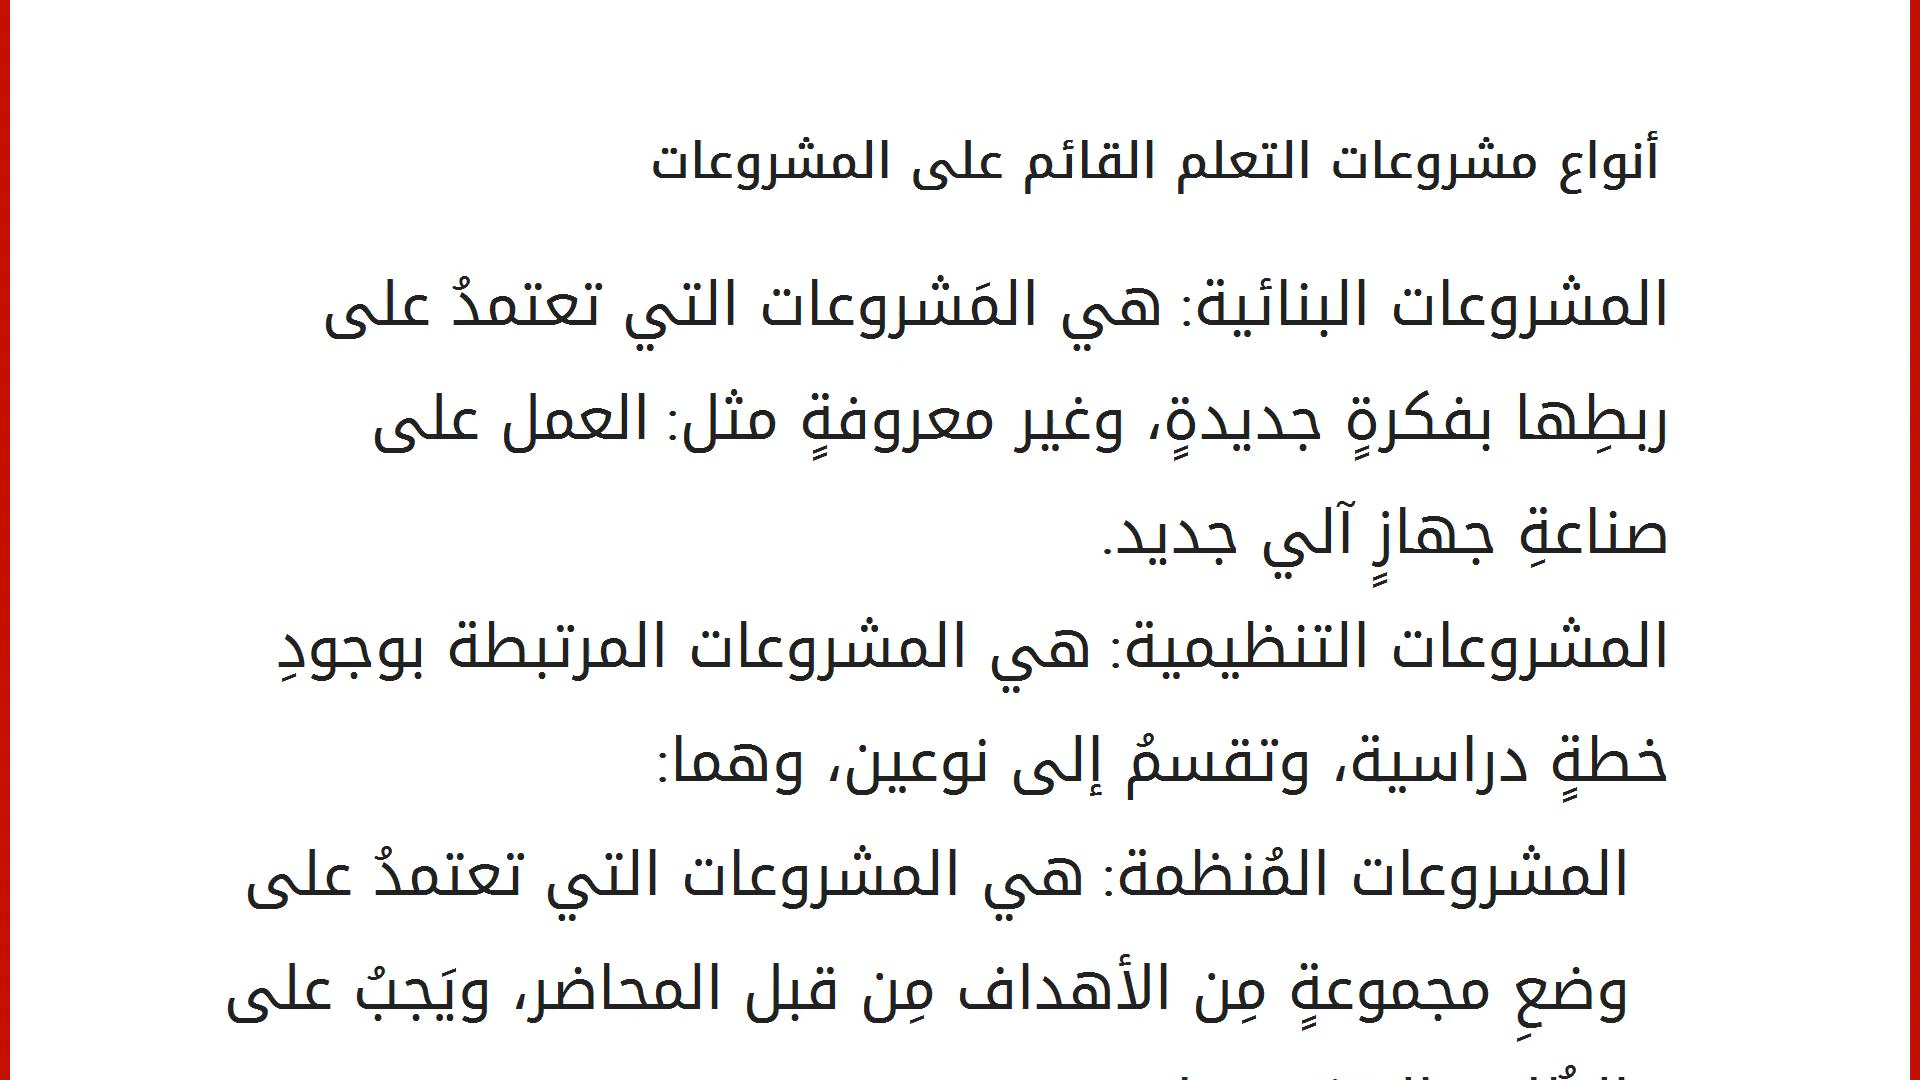 أنواع مشروعات التعلم القائم على المشروعات
المشروعات البنائية: هي المَشروعات التي تعتمدُ على
ربطِها بفكرةٍ جديدةٍ، وغير معروفةٍ مثل: العمل على
صناعةِ جهازٍ آلي جديد.
المشروعات التنظيمية: هي المشروعات المرتبطة بوجودِ
خطةٍ دراسية، وتقسمُ إلى نوعين، وهما:
المشروعات المُنظمة: هي المشروعات التي تعتمدُ على
وضعِ مجموعةٍ مِن الأهداف مِن قبل المحاضر، ويَجبُ على